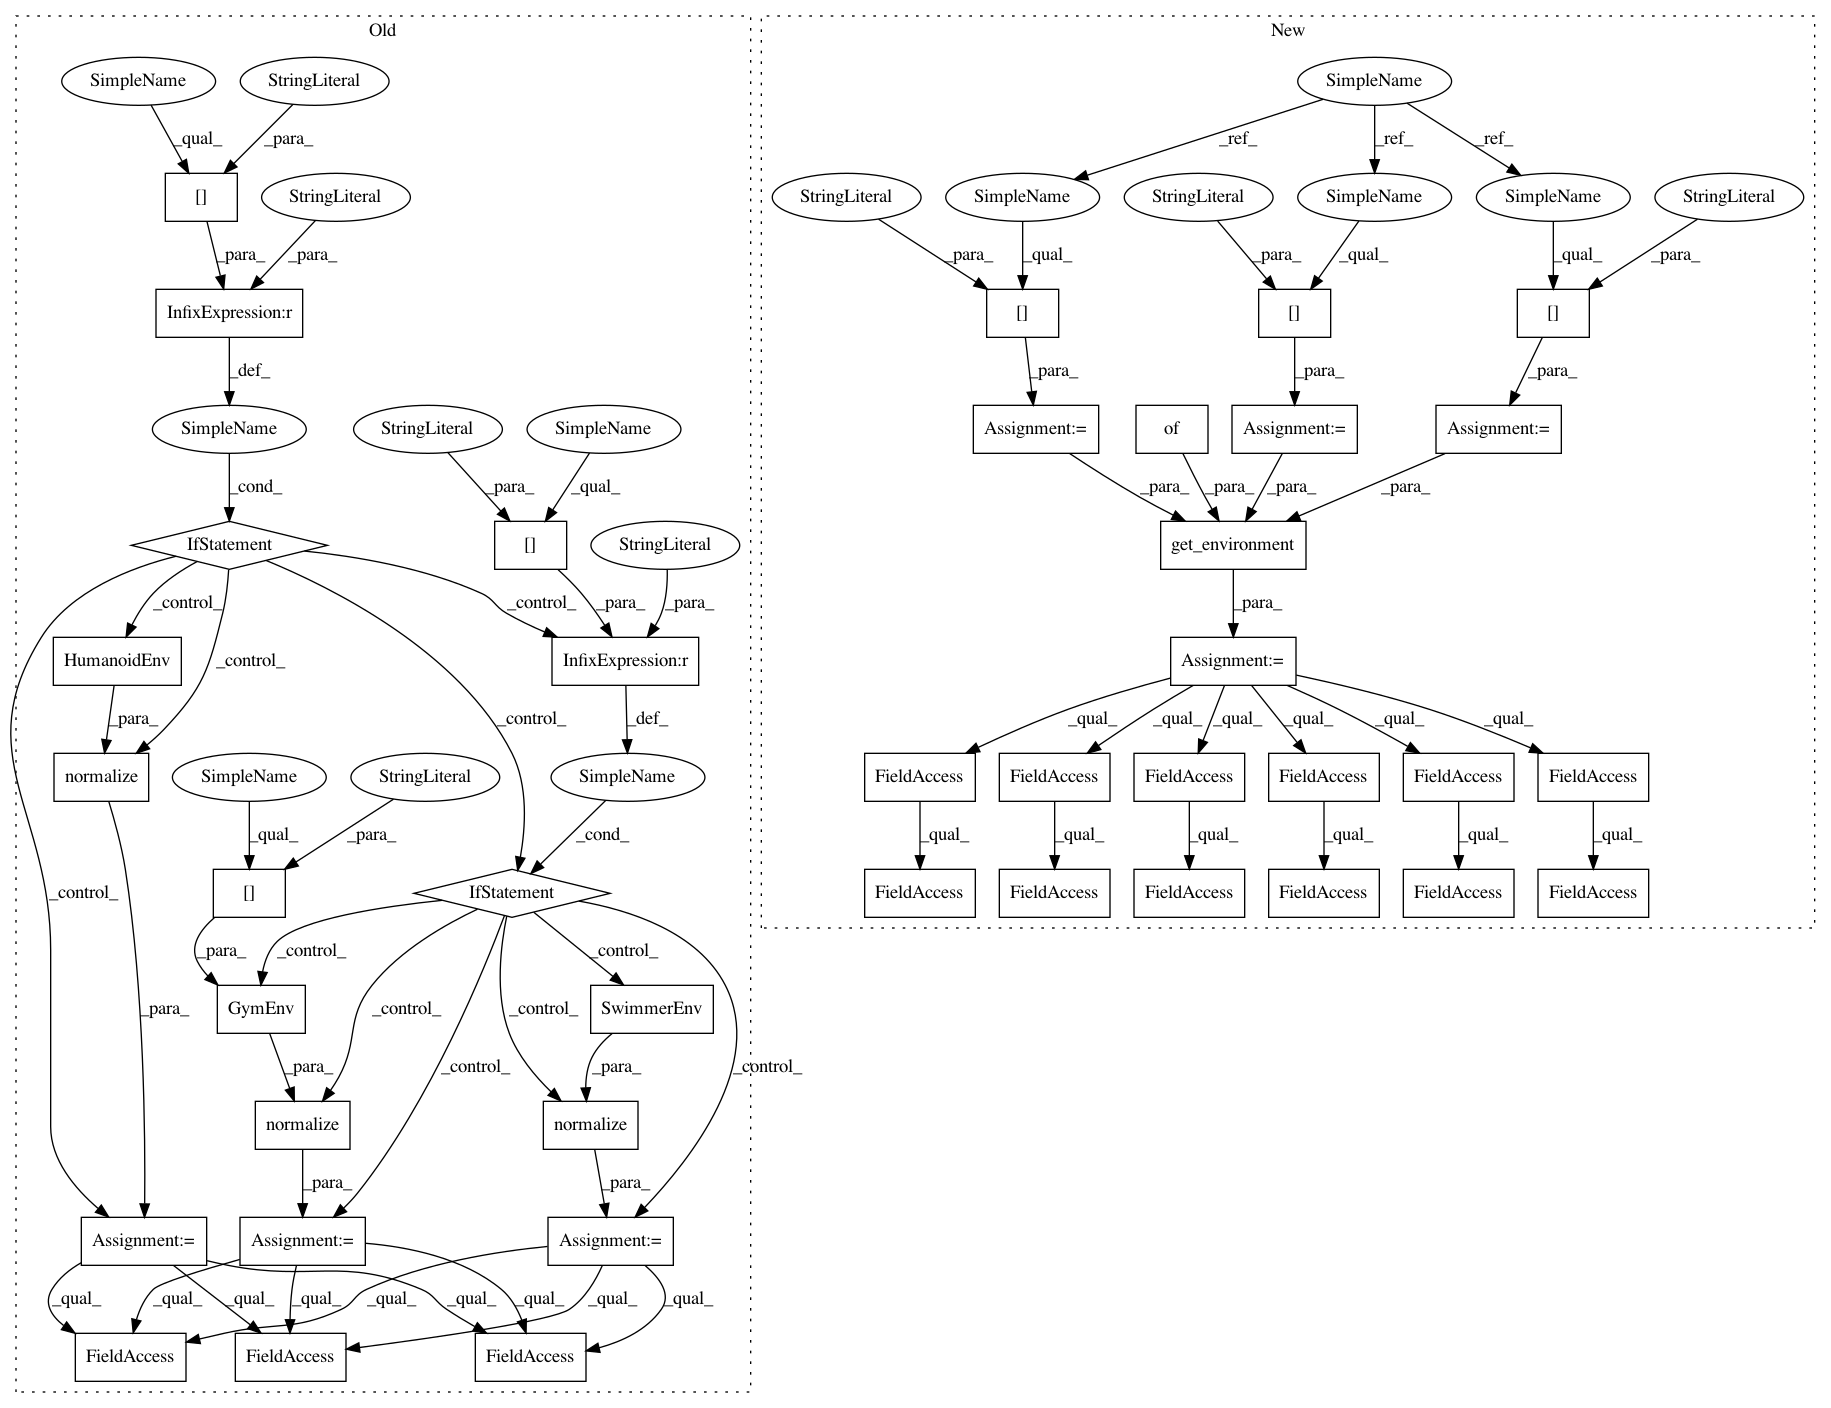 Old
SimpleName
StringLiteral
_qual_
_para_
[]
StringLiteral
_para_
_para_
InfixExpression:r
_def_
SimpleName
StringLiteral
SimpleName
_cond_
_para_
_qual_
IfStatement
[]
StringLiteral
_control_
_control_
_para_
_para_
HumanoidEnv
_control_
InfixExpression:r
_para_
_control_
_def_
normalize
SimpleName
StringLiteral
SimpleName
_control_
_qual_
_para_
_cond_
[]
IfStatement
_para_
_control_
_control_
_para_
GymEnv
_control_
_control_
SwimmerEnv
_para_
_control_
_para_
_control_
normalize
normalize
_para_
_para_
Assignment:=
Assignment:=
Assignment:=
_qual_
_qual_
_qual_
_qual_
_qual_
_qual_
_qual_
_qual_
_qual_
FieldAccess
FieldAccess
FieldAccess
New
SimpleName
_ref_
_ref_
_ref_
StringLiteral
SimpleName
StringLiteral
SimpleName
SimpleName
StringLiteral
_para_
_qual_
_para_
_qual_
_qual_
_para_
[]
[]
[]
_para_
_para_
_para_
Assignment:=
of
Assignment:=
Assignment:=
_para_
_para_
_para_
_para_
get_environment
_para_
Assignment:=
_qual_
_qual_
_qual_
_qual_
_qual_
_qual_
FieldAccess
FieldAccess
FieldAccess
FieldAccess
FieldAccess
FieldAccess
_qual_
_qual_
_qual_
_qual_
_qual_
_qual_
FieldAccess
FieldAccess
FieldAccess
FieldAccess
FieldAccess
FieldAccess